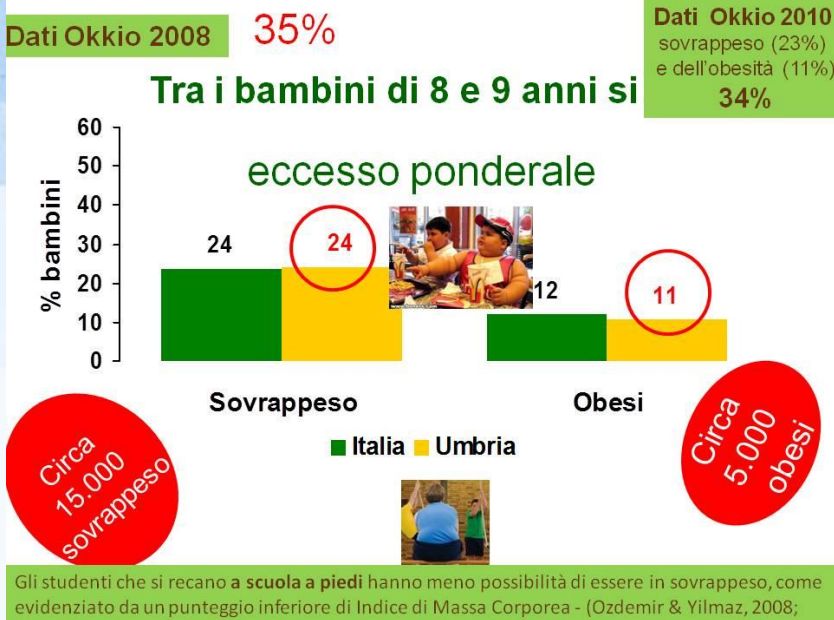 Dati Okkio 2008
35%
Dati Okkio 2010
sovrappeso (23%)
e dell'obesità (11%)
34%
Tra i bambini di 8 e 9 anni si
eccesso ponderale
% bambini
60
50
40
30
20
10
0
24
24
12
11
Sovrappeso
Obesi
Italia
Umbria
Circa
15.000
sovrappeso
Circa
5.000
obesi
Gli studenti che si recano a scuola a piedi hanno meno possibilità di essere in sovrappeso, come
evidenziato da un punteggio inferiore di Indice di Massa Corporea - (Ozdemir & Yilmaz, 2008;